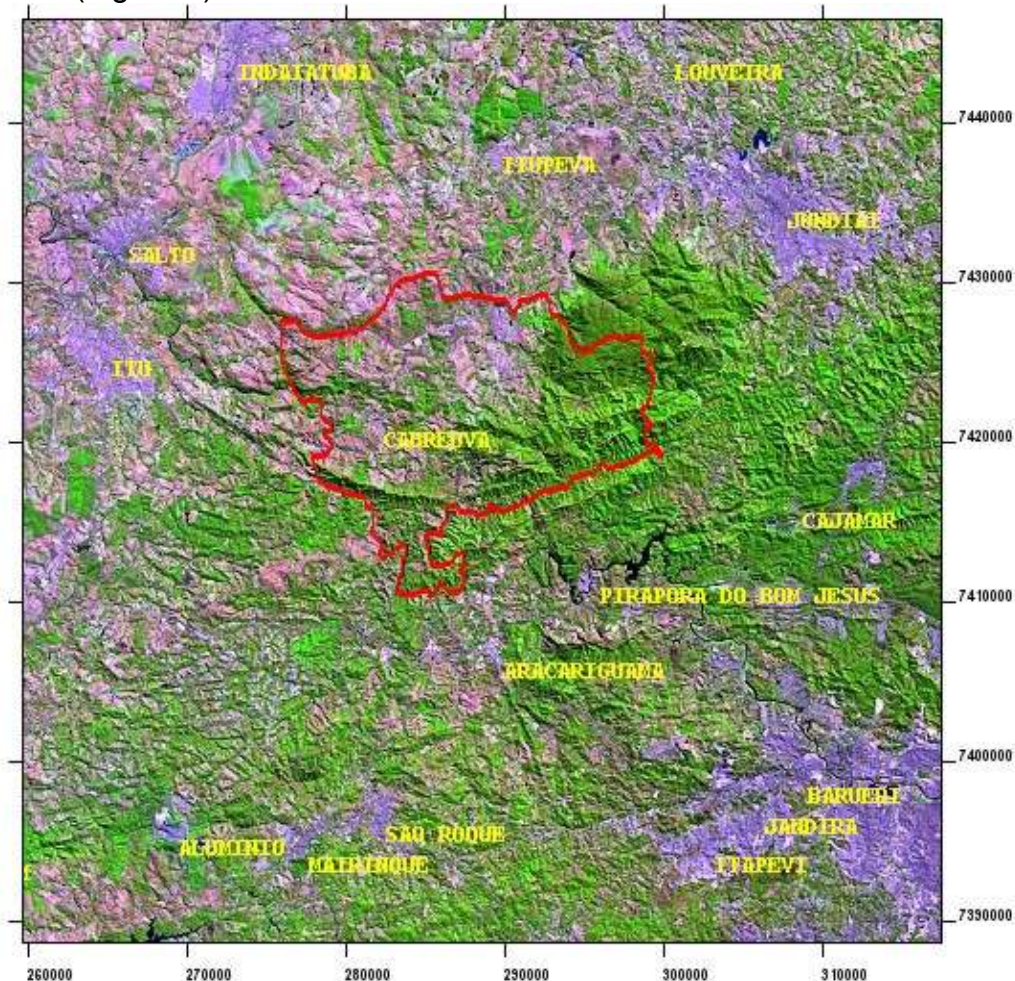 INDAIATUBA
LOUVEIRA
7440000
ITUPEVA
JUNDIAI
SALTO
7430000
ITU
CABREUVA
7420000
CAJAMAR
PIRAPORA DO BOM JESUS
7410000
ARACARIGUAMA
7400000
BARUERI
JANDIRA
SAO ROQUE
ALUMINIO
MAIRINQUE
ITAPEVI
7390000
260000 270000 280000 290000 300000 310000